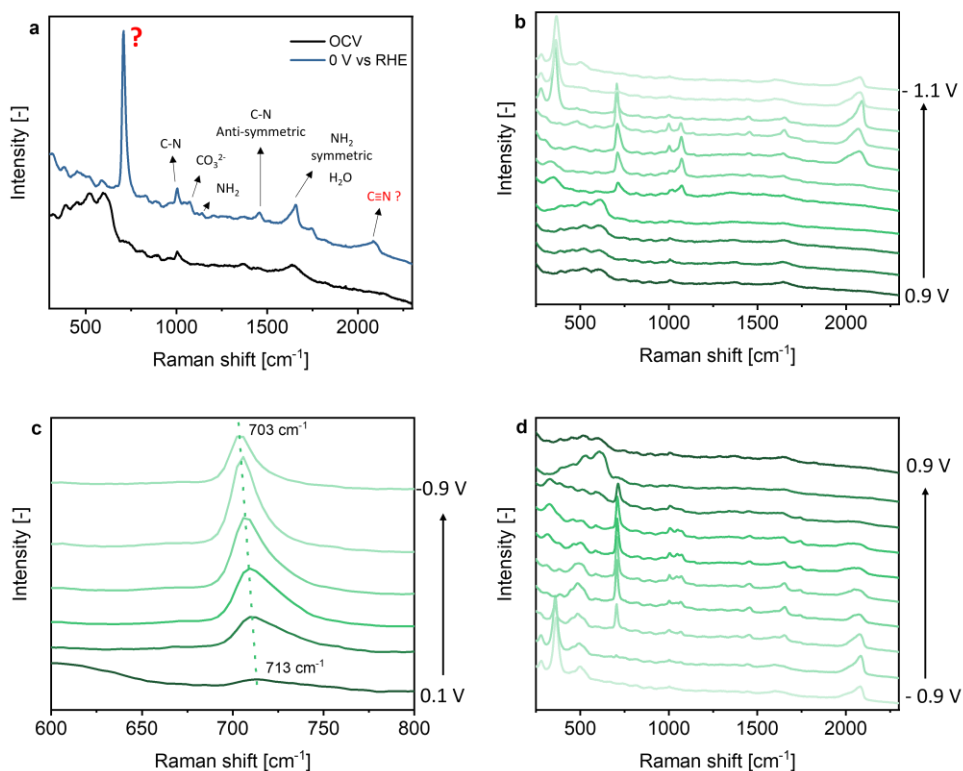 a
?
OCV
0 V vs RHE
C-N
CO₃²⁻
NH₂
C-N
Anti-symmetric
NH₂
symmetric
H₂O
C≡N ?
Intensity [-]
500 1000 1500 2000
Raman shift [cm⁻¹]
b
- 1.1 V
0.9 V
Intensity [-]
500 1000 1500 2000
Raman shift [cm⁻¹]
c
703 cm⁻¹
-0.9 V
713 cm⁻¹
0.1 V
Intensity [-]
600 650 700 750 800
Raman shift [cm⁻¹]
d
0.9 V
- 0.9 V
Intensity [-]
500 1000 1500 2000
Raman shift [cm⁻¹]